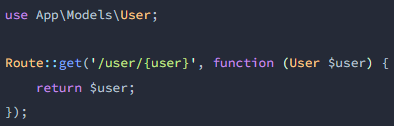 use App\Models\User;
Route::get('/user/{user}', function (User $user) {
    return $user;
});